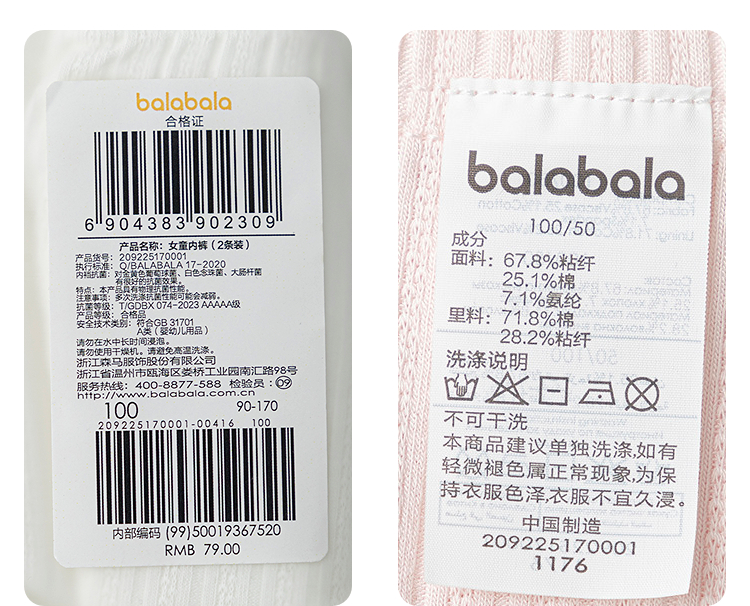 balabala
合格证
6 904383 902309
产品名称：女童内裤（2条装）
产品货号：209225170001
执行标准：Q/BALABALA 17-2020
内裆抗菌：对金黄色葡萄球菌、白色念珠菌、大肠杆菌
有很好的抗菌效果。
特点：本产品具有物理抗菌性能。
注意事项：多次洗涤抗菌性能可能会减弱。
抗菌等级：T/GDBX 074-2023 AAAAA级
产品等级：合格品
安全技术类别：符合GB 31701
A类（婴幼儿用品）
请勿在水中长时间浸泡。
请勿使用干燥机。请避免高温洗涤。
浙江森马服饰股份有限公司
浙江省温州市瓯海区娄桥工业园南汇路98号
服务热线：400-8877-588 检验员：09
http://www.balabala.com.cn
100 90-170
209225170001-00416 100
内部编码 (99)50019367520
RMB 79.00
balabala
100/50
成分
面料：67.8%粘纤
25.1%棉
7.1%氨纶
里料：71.8%棉
28.2%粘纤
洗涤说明
不可干洗
本商品建议单独洗涤,如有
轻微褪色属正常现象,为保
持衣服色泽,衣服不宜久浸。
中国制造
209225170001
1176